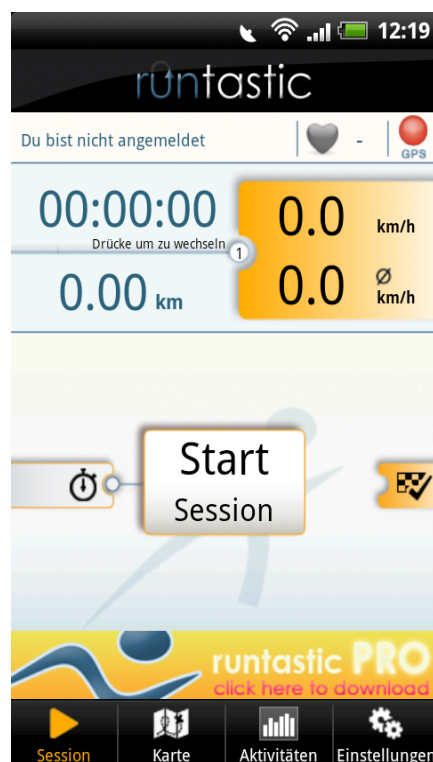 12:19
runtastic
Du bist nicht angemeldet
-
GPS
00:00:00
Drücke um zu wechseln
0.00 km
1
0.0 km/h
0.0 Ø km/h
Start
Session
runtastic PRO
click here to download
Session
Karte
Aktivitäten
Einstellungen